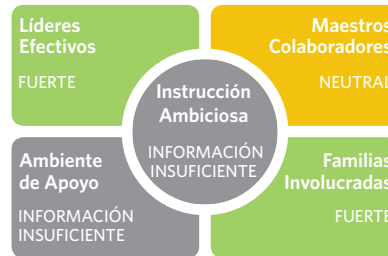 Líderes
Efectivos
FUERTE
Maestros
Colaboradores
NEUTRAL
Instrucción
Ambiciosa
INFORMACIÓN
INSUFICIENTE
Ambiente
de Apoyo
INFORMACIÓN
INSUFICIENTE
Familias
Involucradas
FUERTE